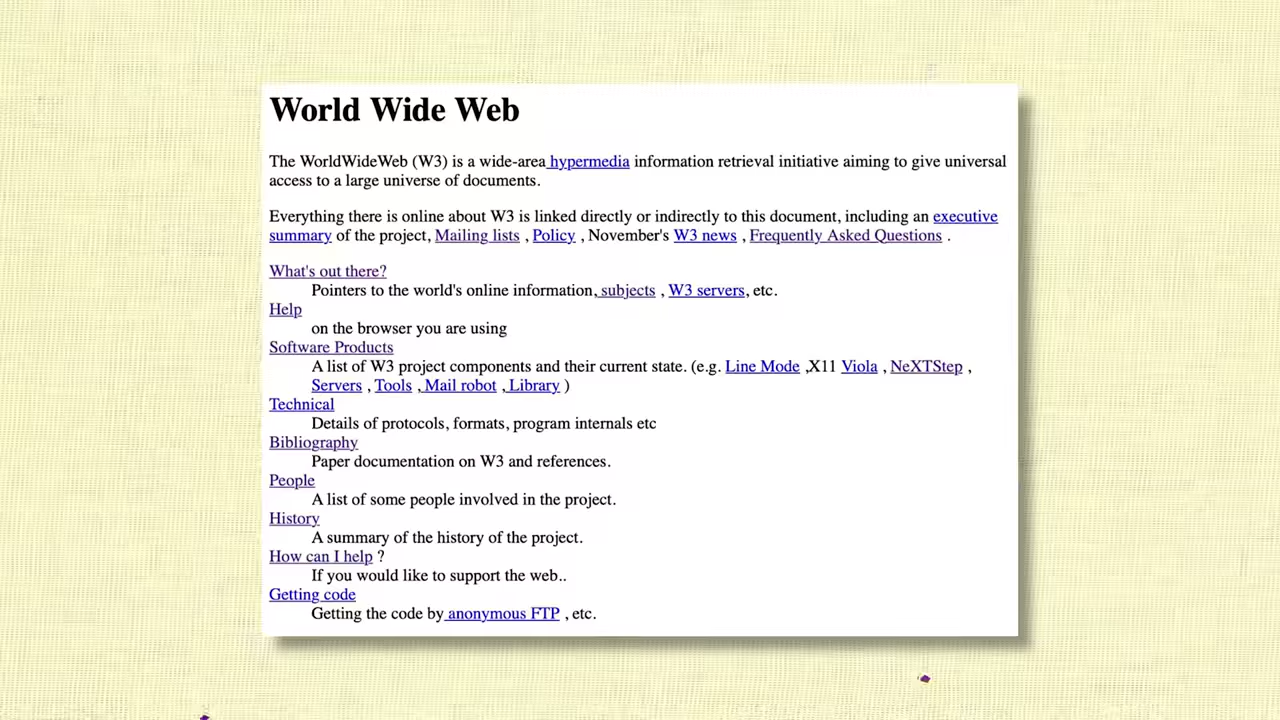 World Wide Web
The WorldWideWeb (W3) is a wide-area hypermedia information retrieval initiative aiming to give universal
access to a large universe of documents.
Everything there is online about W3 is linked directly or indirectly to this document, including an executive
summary of the project, Mailing lists , Policy , November's W3 news , Frequently Asked Questions .
What's out there?
Pointers to the world's online information, subjects , W3 servers, etc.
Help
on the browser you are using
Software Products
A list of W3 project components and their current state. (e.g. Line Mode ,X11 Viola , NeXTStep ,
Servers , Tools , Mail robot , Library )
Technical
Details of protocols, formats, program internals etc
Bibliography
Paper documentation on W3 and references.
People
A list of some people involved in the project.
History
A summary of the history of the project.
How can I help ?
If you would like to support the web..
Getting code
Getting the code by anonymous FTP , etc.